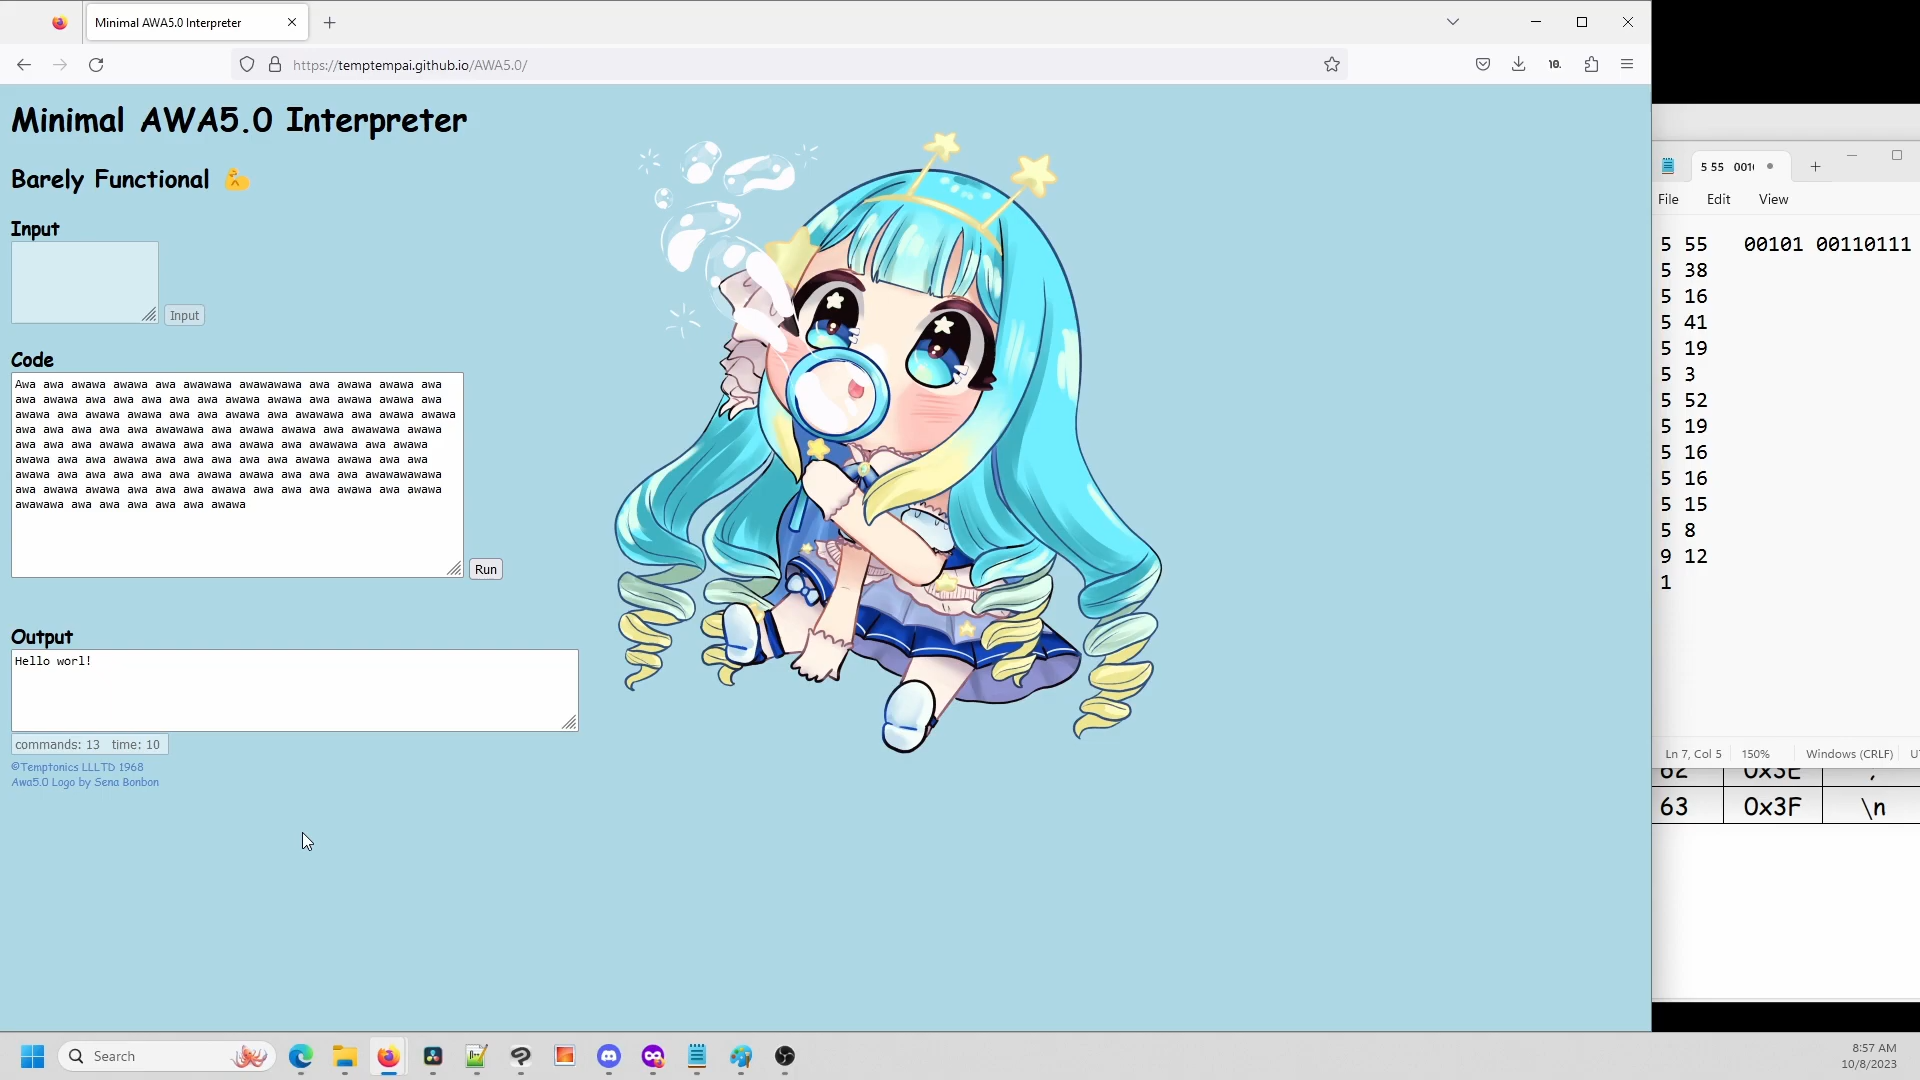 Minimal AWA5.0 Interpreter
https://temptempai.github.io/AWA5.0/
Minimal AWA5.0 Interpreter
Barely Functional 💪
Input
Input
Code
Awa awa awawa awawa awa awawawa awawawawa awa awawa awawa awa
awa awawa awa awa awa awa awawa awawa awa awawa awa awa
awawa awa awawa awawa awa awawa awa awa awawawa awa awa awawa
awa awa awa awawawa awawa awa awawa awa awa awawawa awa awawa
awa awa awa awawa awawa awa awawa awa awa awawawa awa awawa
awawa awa awa awawa awa awa awawa awa awawa awawa awa awa
awawa awa awa awa awa awa awawa awawa awa awa awa awawawawawa
awa awawa awawa awa awa awa awawa awa awa awa awawa awa awawa
awawawa awa awa awa awa awa awawa
Run
Output
Hello worl!
commands: 13 time: 10
©Temptonics LLLTD 1968
Awa5.0 Logo by Sena Bonbon
5 55 001
File Edit View
5 55 00101 00110111
5 38
5 16
5 41
5 19
5 3
5 52
5 19
5 16
5 16
5 15
5 8
9 12
1
Ln 7, Col 5 150% Windows (CRLF)
62 0x3E
63 0x3F \n
Search
8:57 AM
10/8/2023